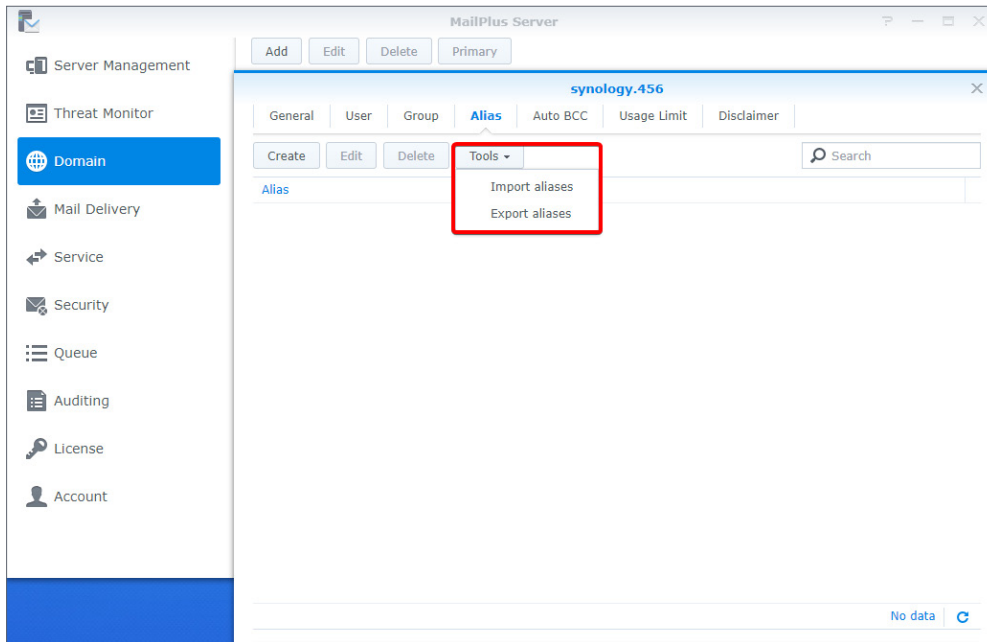 MailPlus Server
Server Management
Threat Monitor
Domain
Mail Delivery
Service
Security
Queue
Auditing
License
Account
Add Edit Delete Primary
synology.456
General User Group Alias Auto BCC Usage Limit Disclaimer
Create Edit Delete Tools Search
Alias
Import aliases
Export aliases
No data